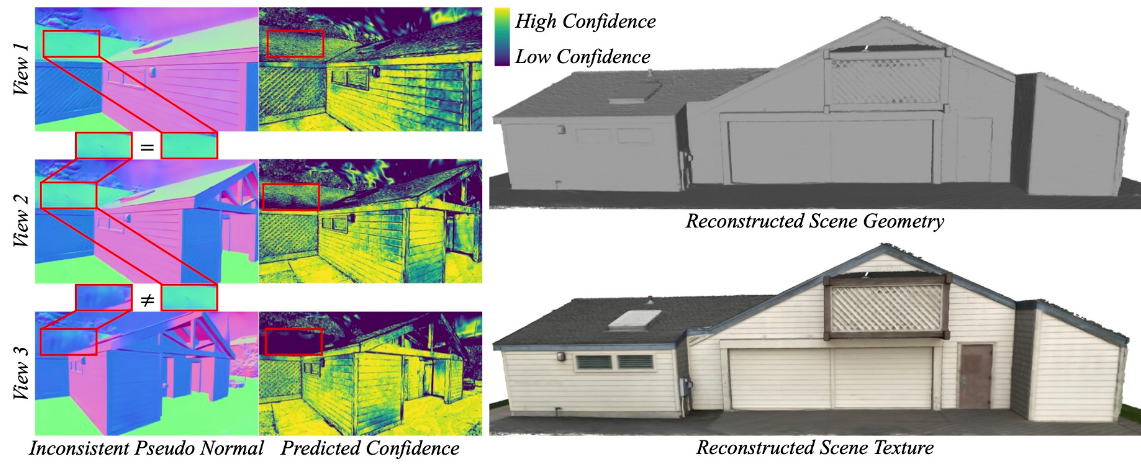 View 1
High Confidence
Low Confidence
=
View 2
Reconstructed Scene Geometry
≠
View 3
Inconsistent Pseudo Normal
Predicted Confidence
Reconstructed Scene Texture